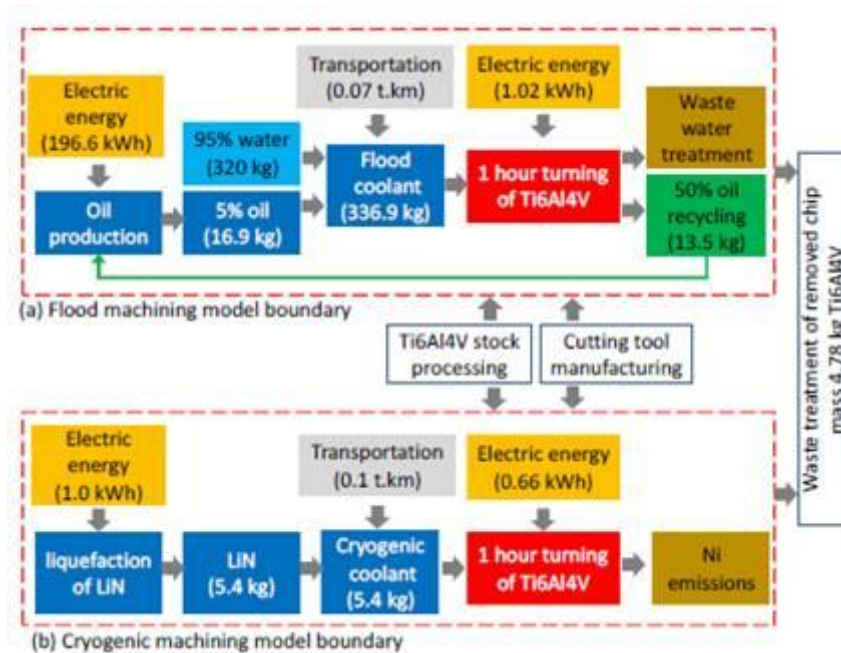 Transportation
(0.07 t.km)
Electric energy
(1.02 kWh)
Electric
energy
(196.6 kWh)
95% water
(320 kg)
Flood
coolant
(336.9 kg)
1 hour turning
of Ti6Al4V
Waste
water
treatment
Oil
production
5% oil
(16.9 kg)
50% oil
recycling
(13.5 kg)
(a) Flood machining model boundary
Ti6Al4V stock
processing
Cutting tool
manufacturing
Waste treatment of removed chip
mass 4.78 kg Ti6Al4V
Electric
energy
(1.0 kWh)
Transportation
(0.1 t.km)
Electric energy
(0.66 kWh)
liquefaction
of LiN
LiN
(5.4 kg)
Cryogenic
coolant
(5.4 kg)
1 hour turning
of Ti6Al4V
Ni
emissions
(b) Cryogenic machining model boundary